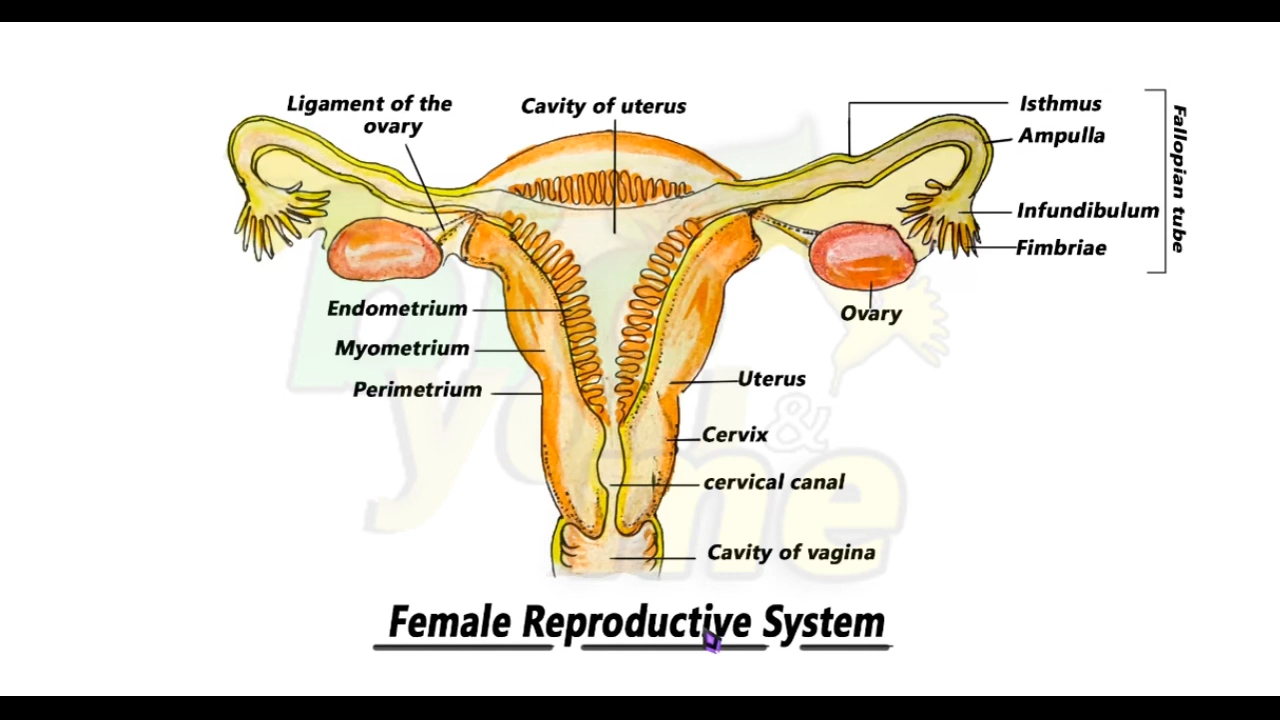 Ligament of the
ovary
Cavity of uterus
Isthmus
Ampulla
Infundibulum
Fimbriae
Fallopian tube
Ovary
Endometrium
Myometrium
Perimetrium
Uterus
Cervix
cervical canal
Cavity of vagina
Female Reproductive System